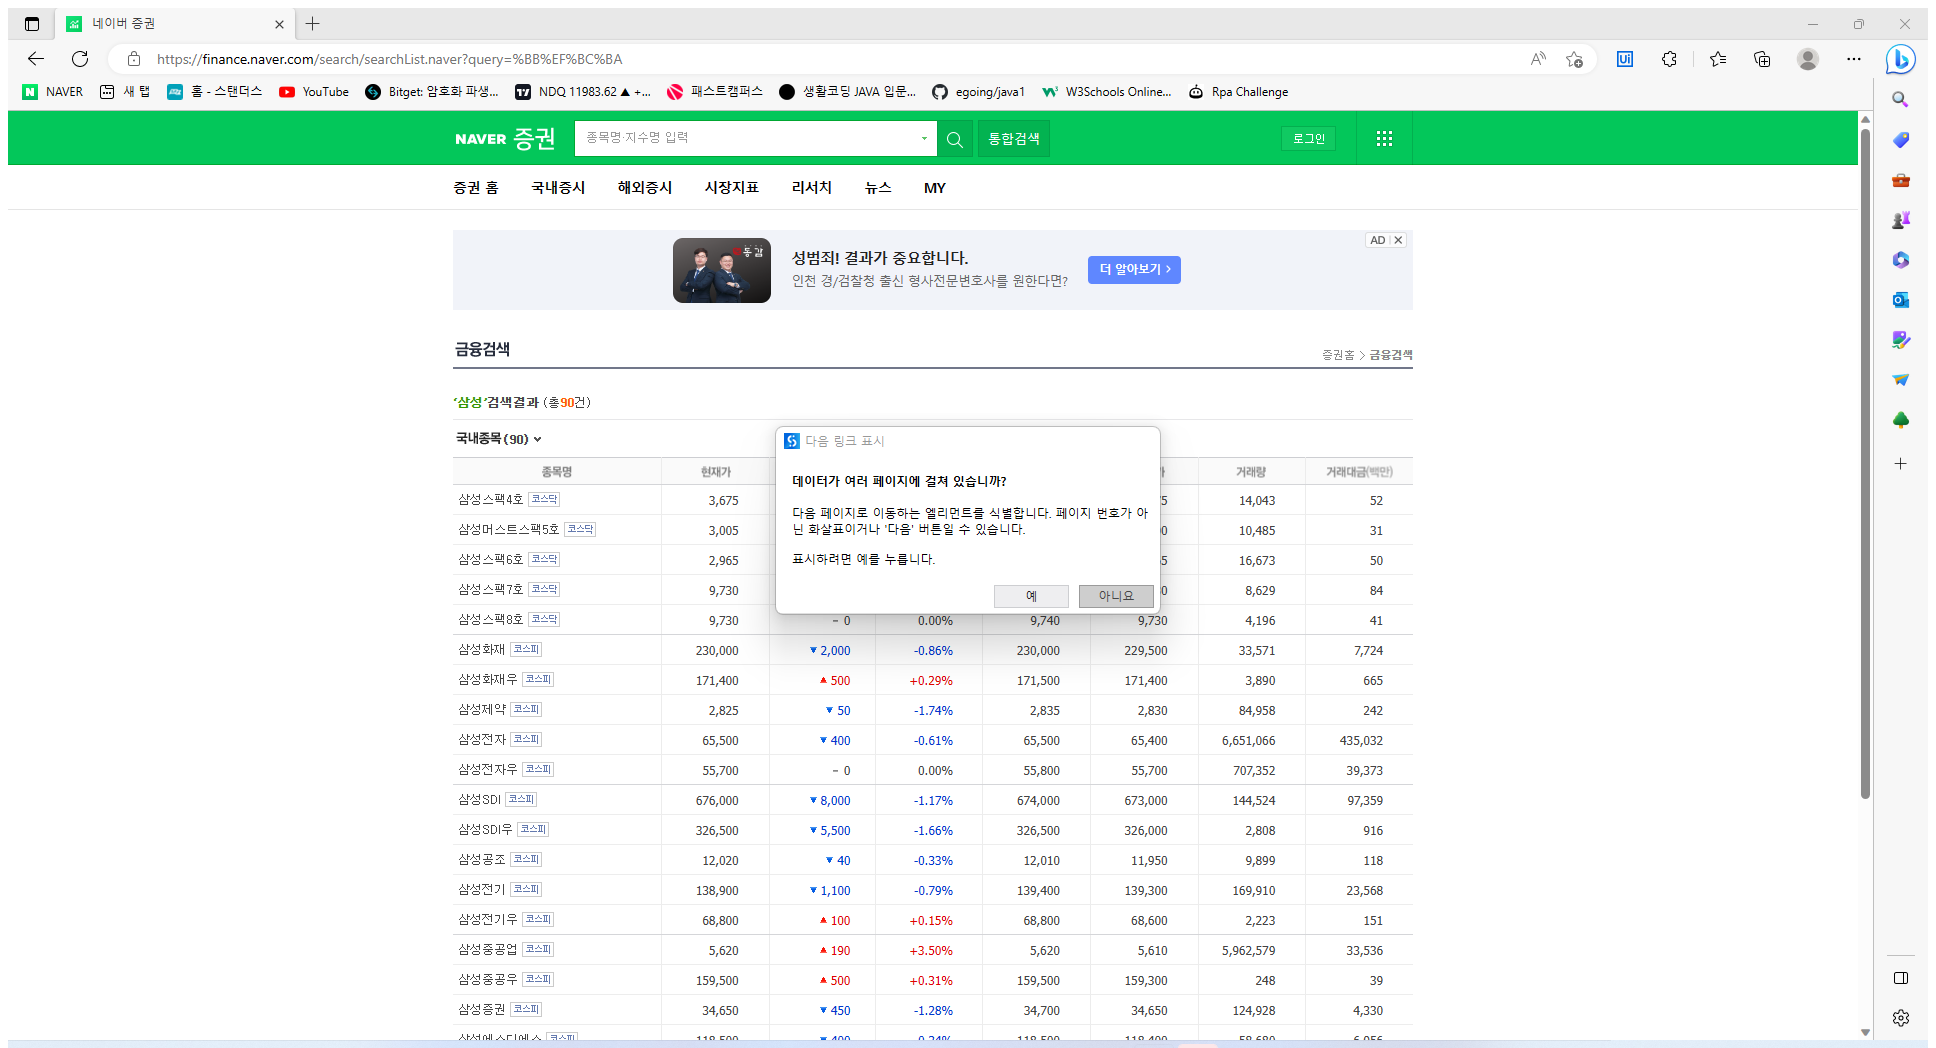 네이버 증권
https://finance.naver.com/search/searchList.naver?query=%BB%EF%BC%BA
NAVER 새 탭 홈 - 스탠더스 YouTube Bitget: 암호화 파생... NDQ 11983.62 ▲ +... 패스트캠퍼스 생활코딩 JAVA 입문... egoing/java1 W3Schools Online... Rpa Challenge
NAVER 증권 종목명·지수명 입력 통합검색 로그인
증권 홈 국내증시 해외증시 시장지표 리서치 뉴스 MY
AD
동감
성범죄! 결과가 중요합니다.
인천 경/검찰청 출신 형사전문변호사를 원한다면?
더 알아보기 >
금융검색
증권홈 > 금융검색
'삼성'검색결과 (총90건)
국내종목(90)
다음 링크 표시
데이터가 여러 페이지에 걸쳐 있습니까?
다음 페이지로 이동하는 엘리먼트를 식별합니다. 페이지 번호가 아
닌 화살표이거나 '다음' 버튼일 수 있습니다.
표시하려면 예를 누릅니다.
예 아니요
종목명 현재가 거래량 거래대금(백만)
삼성스팩4호 코스닥 3,675 14,043 52
삼성머스트스팩5호 코스닥 3,005 10,485 31
삼성스팩6호 코스닥 2,965 16,673 50
삼성스팩7호 코스닥 9,730 8,629 84
삼성스팩8호 코스닥 9,730 - 0 0.00% 9,740 9,730 4,196 41
삼성화재 코스피 230,000 ▼ 2,000 -0.86% 230,000 229,500 33,571 7,724
삼성화재우 코스피 171,400 ▲ 500 +0.29% 171,500 171,400 3,890 665
삼성제약 코스피 2,825 ▼ 50 -1.74% 2,835 2,830 84,958 242
삼성전자 코스피 65,500 ▼ 400 -0.61% 65,500 65,400 6,651,066 435,032
삼성전자우 코스피 55,700 - 0 0.00% 55,800 55,700 707,352 39,373
삼성SDI 코스피 676,000 ▼ 8,000 -1.17% 674,000 673,000 144,524 97,359
삼성SDI우 코스피 326,500 ▼ 5,500 -1.66% 326,500 326,000 2,808 916
삼성공조 코스피 12,020 ▼ 40 -0.33% 12,010 11,950 9,899 118
삼성전기 코스피 138,900 ▼ 1,100 -0.79% 139,400 139,300 169,910 23,568
삼성전기우 코스피 68,800 ▲ 100 +0.15% 68,800 68,600 2,223 151
삼성중공업 코스피 5,620 ▲ 190 +3.50% 5,620 5,610 5,962,579 33,536
삼성중공우 코스피 159,500 ▲ 500 +0.31% 159,500 159,300 248 39
삼성증권 코스피 34,650 ▼ 450 -1.28% 34,700 34,650 124,928 4,330
삼성에스디에스 코스피 118,500 ▼ 400 -0.34% 118,500 118,400 58,680 6,956